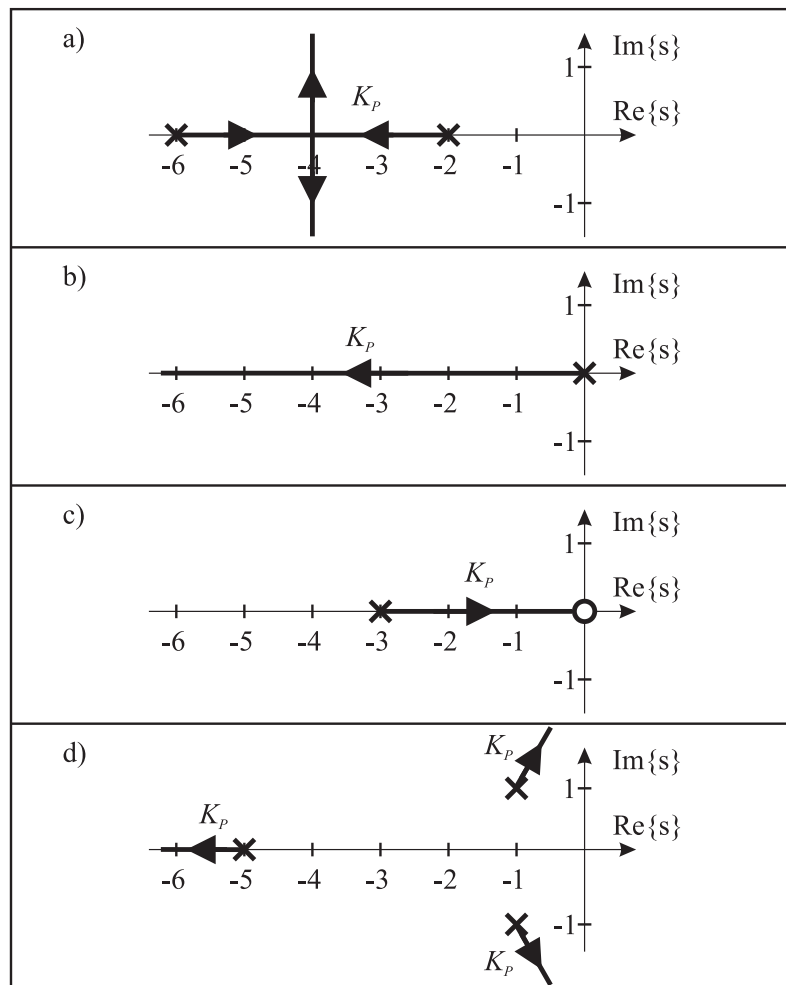 a)
Im{s}
1
K_P
Re{s}
-6 -5 -4 -3 -2 -1
-1
b)
Im{s}
1
K_P
Re{s}
-6 -5 -4 -3 -2 -1
-1
c)
Im{s}
1
K_P
Re{s}
-6 -5 -4 -3 -2 -1
-1
d)
K_P
Im{s}
1
K_P
Re{s}
-6 -5 -4 -3 -2 -1
-1
K_P